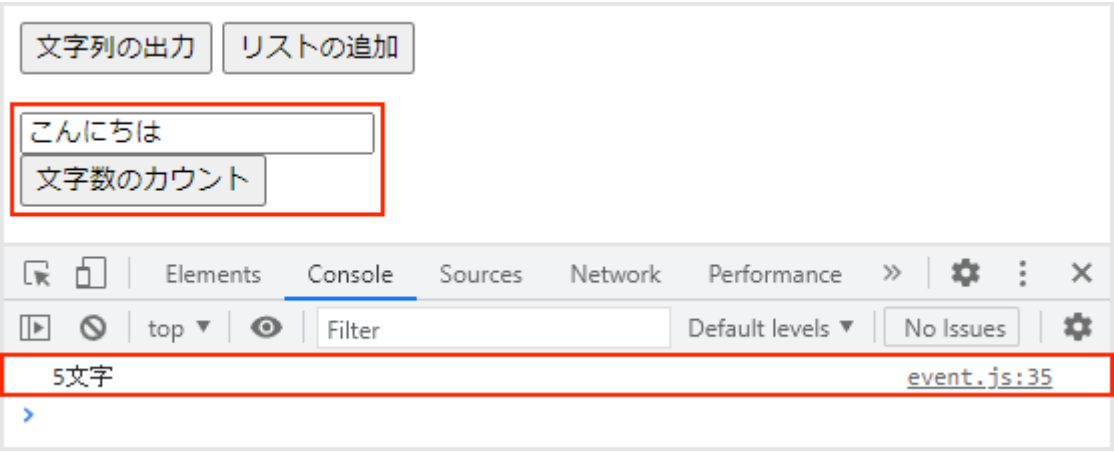 文字列の出力 リストの追加
こんにちは
文字数のカウント
Elements Console Sources Network Performance »
top ▼ Filter Default levels ▼ No Issues
5文字 event.js:35
>